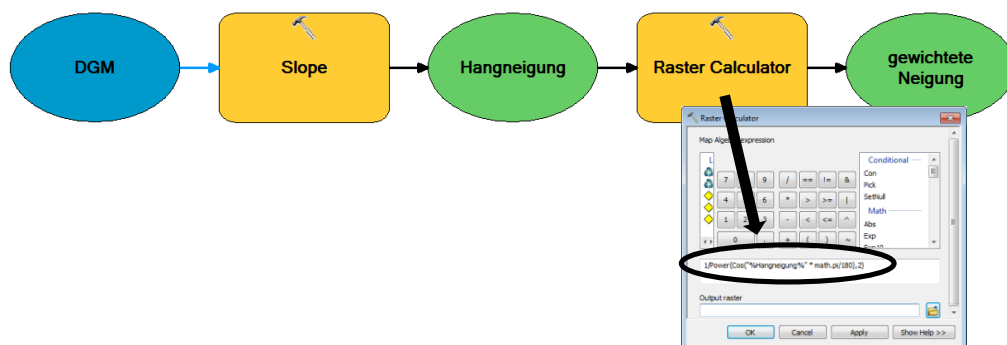 DGM
Slope
Hangneigung
Raster Calculator
gewichtete
Neigung
Map Algebra expression
L
Conditional
7
9
/
==
!=
&
Con
Pick
4
6
*
>
>=
|
SetNull
Math
1
2
3
-
<
<=
^
Abs
Exp
0
.
+
(
)
~
1/Power(Cos("%Hangneigung%" * math.pi/180),2)
Output raster
OK
Cancel
Apply
Show Help >>